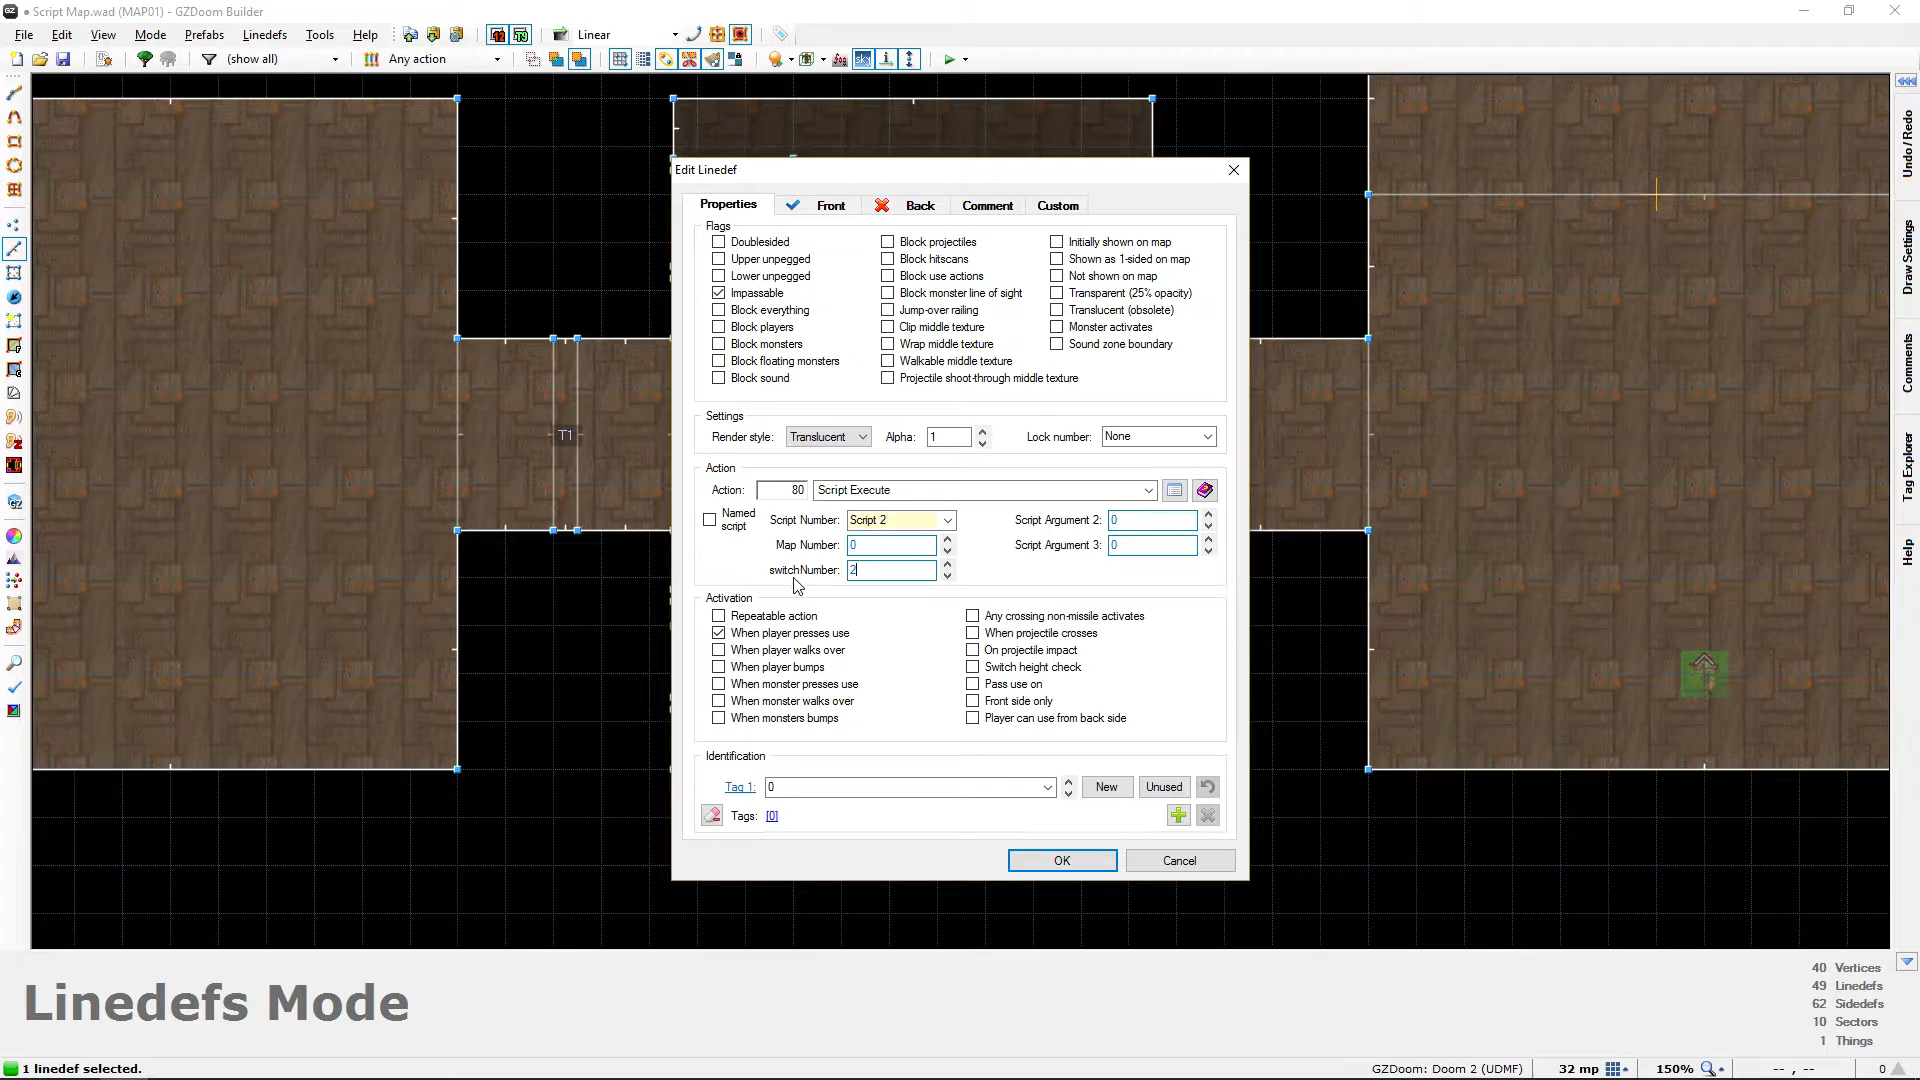 Script Map.wad (MAP01) - GZDoom Builder
File Edit View Mode Prefabs Linedefs Tools Help Linear
(show all) Any action
Edit Linedef
Properties Front Back Comment Custom
Flags
Doublesided Block projectiles Initially shown on map
Upper unpegged Block hitscans Shown as 1-sided on map
Lower unpegged Block use actions Not shown on map
Impassable Block monster line of sight Transparent (25% opacity)
Block everything Jump-over railing Translucent (obsolete)
Block players Clip middle texture Monster activates
Block monsters Wrap middle texture Sound zone boundary
Block floating monsters Walkable middle texture
Block sound Projectile shoot-through middle texture
Settings
Render style: Translucent Alpha: 1 Lock number: None
Action
Action: 80 Script Execute
Named script Script Number: Script 2 Script Argument 2: 0
Map Number: 0 Script Argument 3: 0
switchNumber: 2
Activation
Repeatable action Any crossing non-missile activates
When player presses use When projectile crosses
When player walks over On projectile impact
When player bumps Switch height check
When monster presses use Pass use on
When monster walks over Front side only
When monsters bumps Player can use from back side
Identification
Tag 1: 0 New Unused
Tags: [0]
OK Cancel
T1
Undo / Redo
Draw Settings
Comments
Tag Explorer
Help
Linedefs Mode
40 Vertices
49 Linedefs
62 Sidedefs
10 Sectors
1 Things
1 linedef selected. GZDoom: Doom 2 (UDMF) 32 mp 150% -- , -- 0